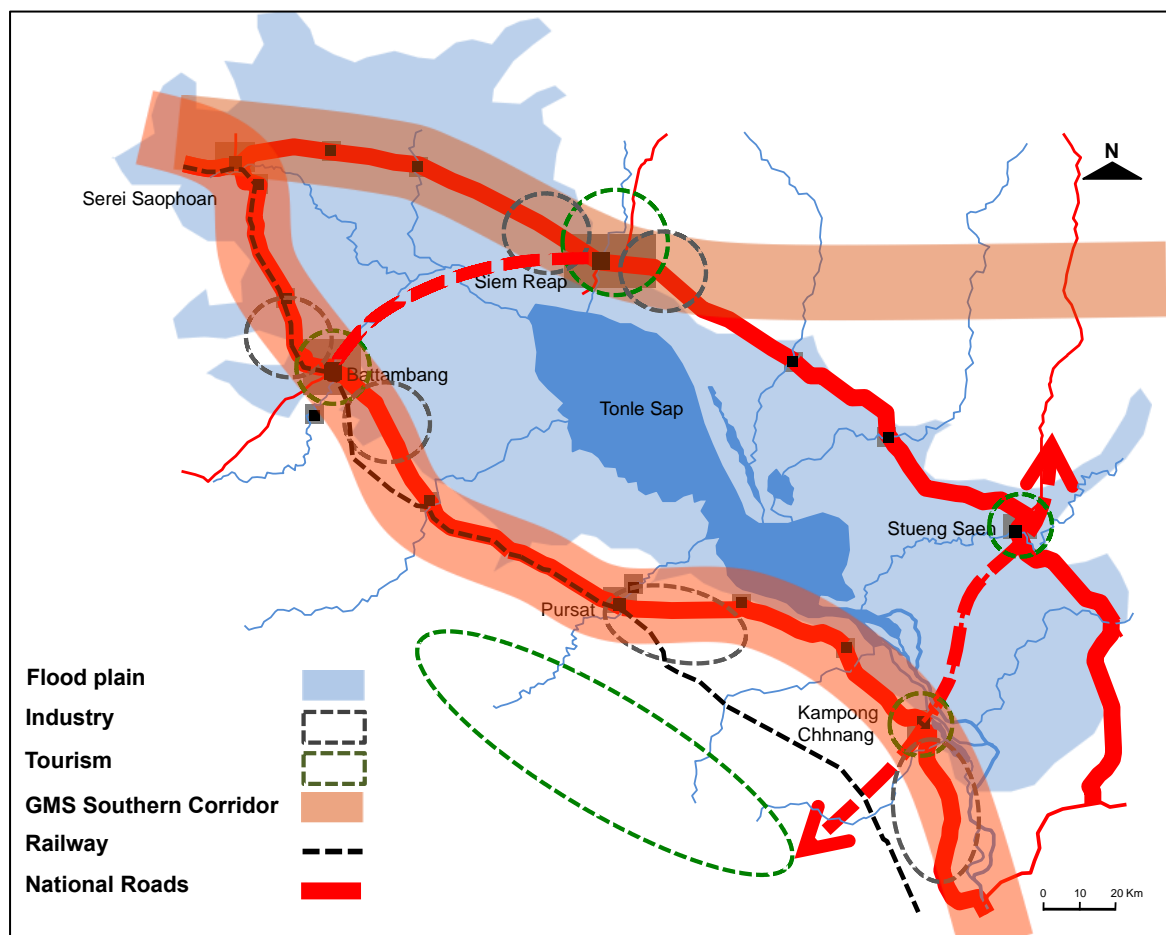 N
Serei Saophoan
Siem Reap
Battambang
Tonle Sap
Stueng Saen
Pursat
Kampong
Chhnang
Flood plain
Industry
Tourism
GMS Southern Corridor
Railway
National Roads
0 10 20 Km